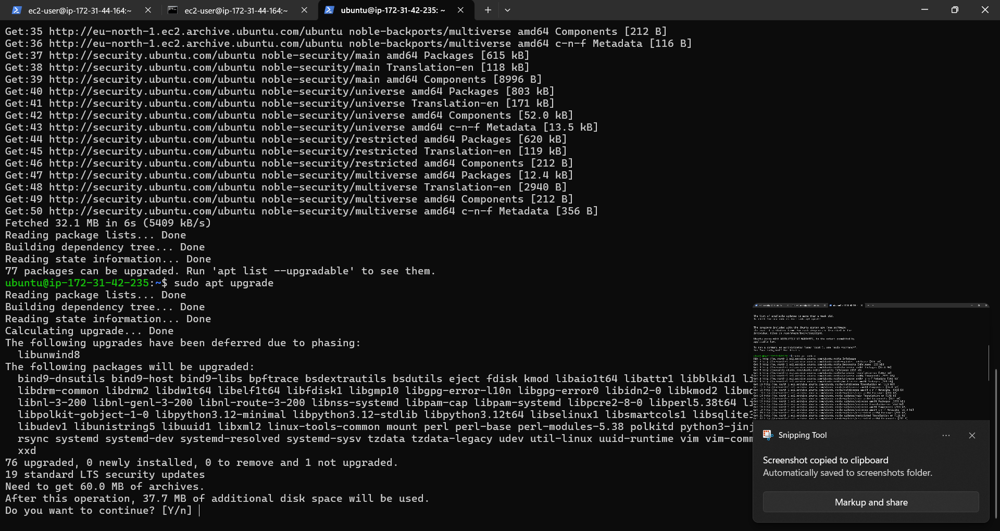 ec2-user@ip-172-31-44-164:~
ec2-user@ip-172-31-44-164:~
ubuntu@ip-172-31-42-235: ~
Get:35 http://eu-north-1.ec2.archive.ubuntu.com/ubuntu noble-backports/multiverse amd64 Components [212 B]
Get:36 http://eu-north-1.ec2.archive.ubuntu.com/ubuntu noble-backports/multiverse amd64 c-n-f Metadata [116 B]
Get:37 http://security.ubuntu.com/ubuntu noble-security/main amd64 Packages [615 kB]
Get:38 http://security.ubuntu.com/ubuntu noble-security/main Translation-en [118 kB]
Get:39 http://security.ubuntu.com/ubuntu noble-security/main amd64 Components [8996 B]
Get:40 http://security.ubuntu.com/ubuntu noble-security/universe amd64 Packages [803 kB]
Get:41 http://security.ubuntu.com/ubuntu noble-security/universe Translation-en [171 kB]
Get:42 http://security.ubuntu.com/ubuntu noble-security/universe amd64 Components [52.0 kB]
Get:43 http://security.ubuntu.com/ubuntu noble-security/universe amd64 c-n-f Metadata [13.5 kB]
Get:44 http://security.ubuntu.com/ubuntu noble-security/restricted amd64 Packages [620 kB]
Get:45 http://security.ubuntu.com/ubuntu noble-security/restricted Translation-en [119 kB]
Get:46 http://security.ubuntu.com/ubuntu noble-security/restricted amd64 Components [212 B]
Get:47 http://security.ubuntu.com/ubuntu noble-security/multiverse amd64 Packages [12.4 kB]
Get:48 http://security.ubuntu.com/ubuntu noble-security/multiverse Translation-en [2940 B]
Get:49 http://security.ubuntu.com/ubuntu noble-security/multiverse amd64 Components [212 B]
Get:50 http://security.ubuntu.com/ubuntu noble-security/multiverse amd64 c-n-f Metadata [356 B]
Fetched 32.1 MB in 6s (5409 kB/s)
Reading package lists... Done
Building dependency tree... Done
Reading state information... Done
77 packages can be upgraded. Run 'apt list --upgradable' to see them.
ubuntu@ip-172-31-42-235:~$ sudo apt upgrade
Reading package lists... Done
Building dependency tree... Done
Reading state information... Done
Calculating upgrade... Done
The following upgrades have been deferred due to phasing:
libunwind8
The following packages will be upgraded:
bind9-dnsutils bind9-host bind9-libs bpftrace bsdextrautils bsdutils eject fdisk kmod libaio1t64 libattr1 libblkid1
libdrm-common libdrm2 libdw1t64 libelf1t64 libfdisk1 libgmp10 libgpg-error-l10n libgpg-error0 libidn2-0 libkmod2
libnl-3-200 libnl-genl-3-200 libnl-route-3-200 libnss-systemd libpam-cap libpam-systemd libpcre2-8-0 libperl5.38t64
libpolkit-gobject-1-0 libpython3.12-minimal libpython3.12-stdlib libpython3.12t64 libselinux1 libsmartcols1 libsqlite3
libudev1 libunistring5 libuuid1 libxml2 linux-tools-common mount perl perl-base perl-modules-5.38 polkitd python3-jinj
rsync systemd systemd-dev systemd-resolved systemd-sysv tzdata tzdata-legacy udev util-linux uuid-runtime vim vim-comm
xxd
76 upgraded, 0 newly installed, 0 to remove and 1 not upgraded.
19 standard LTS security updates
Need to get 60.0 MB of archives.
After this operation, 37.7 MB of additional disk space will be used.
Do you want to continue? [Y/n]
Snipping Tool
Screenshot copied to clipboard
Automatically saved to screenshots folder.
Markup and share